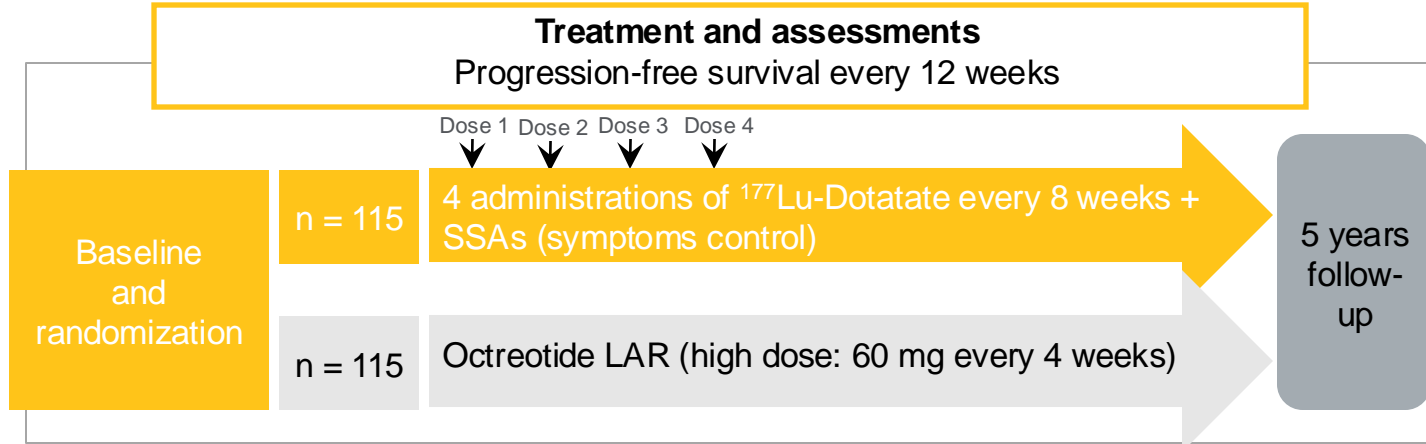 Treatment and assessments
Progression-free survival every 12 weeks
Dose 1 Dose 2 Dose 3 Dose 4
Baseline
and
randomization
n = 115
4 administrations of ¹⁷⁷Lu-Dotatate every 8 weeks +
SSAs (symptoms control)
n = 115
Octreotide LAR (high dose: 60 mg every 4 weeks)
5 years
follow-
up